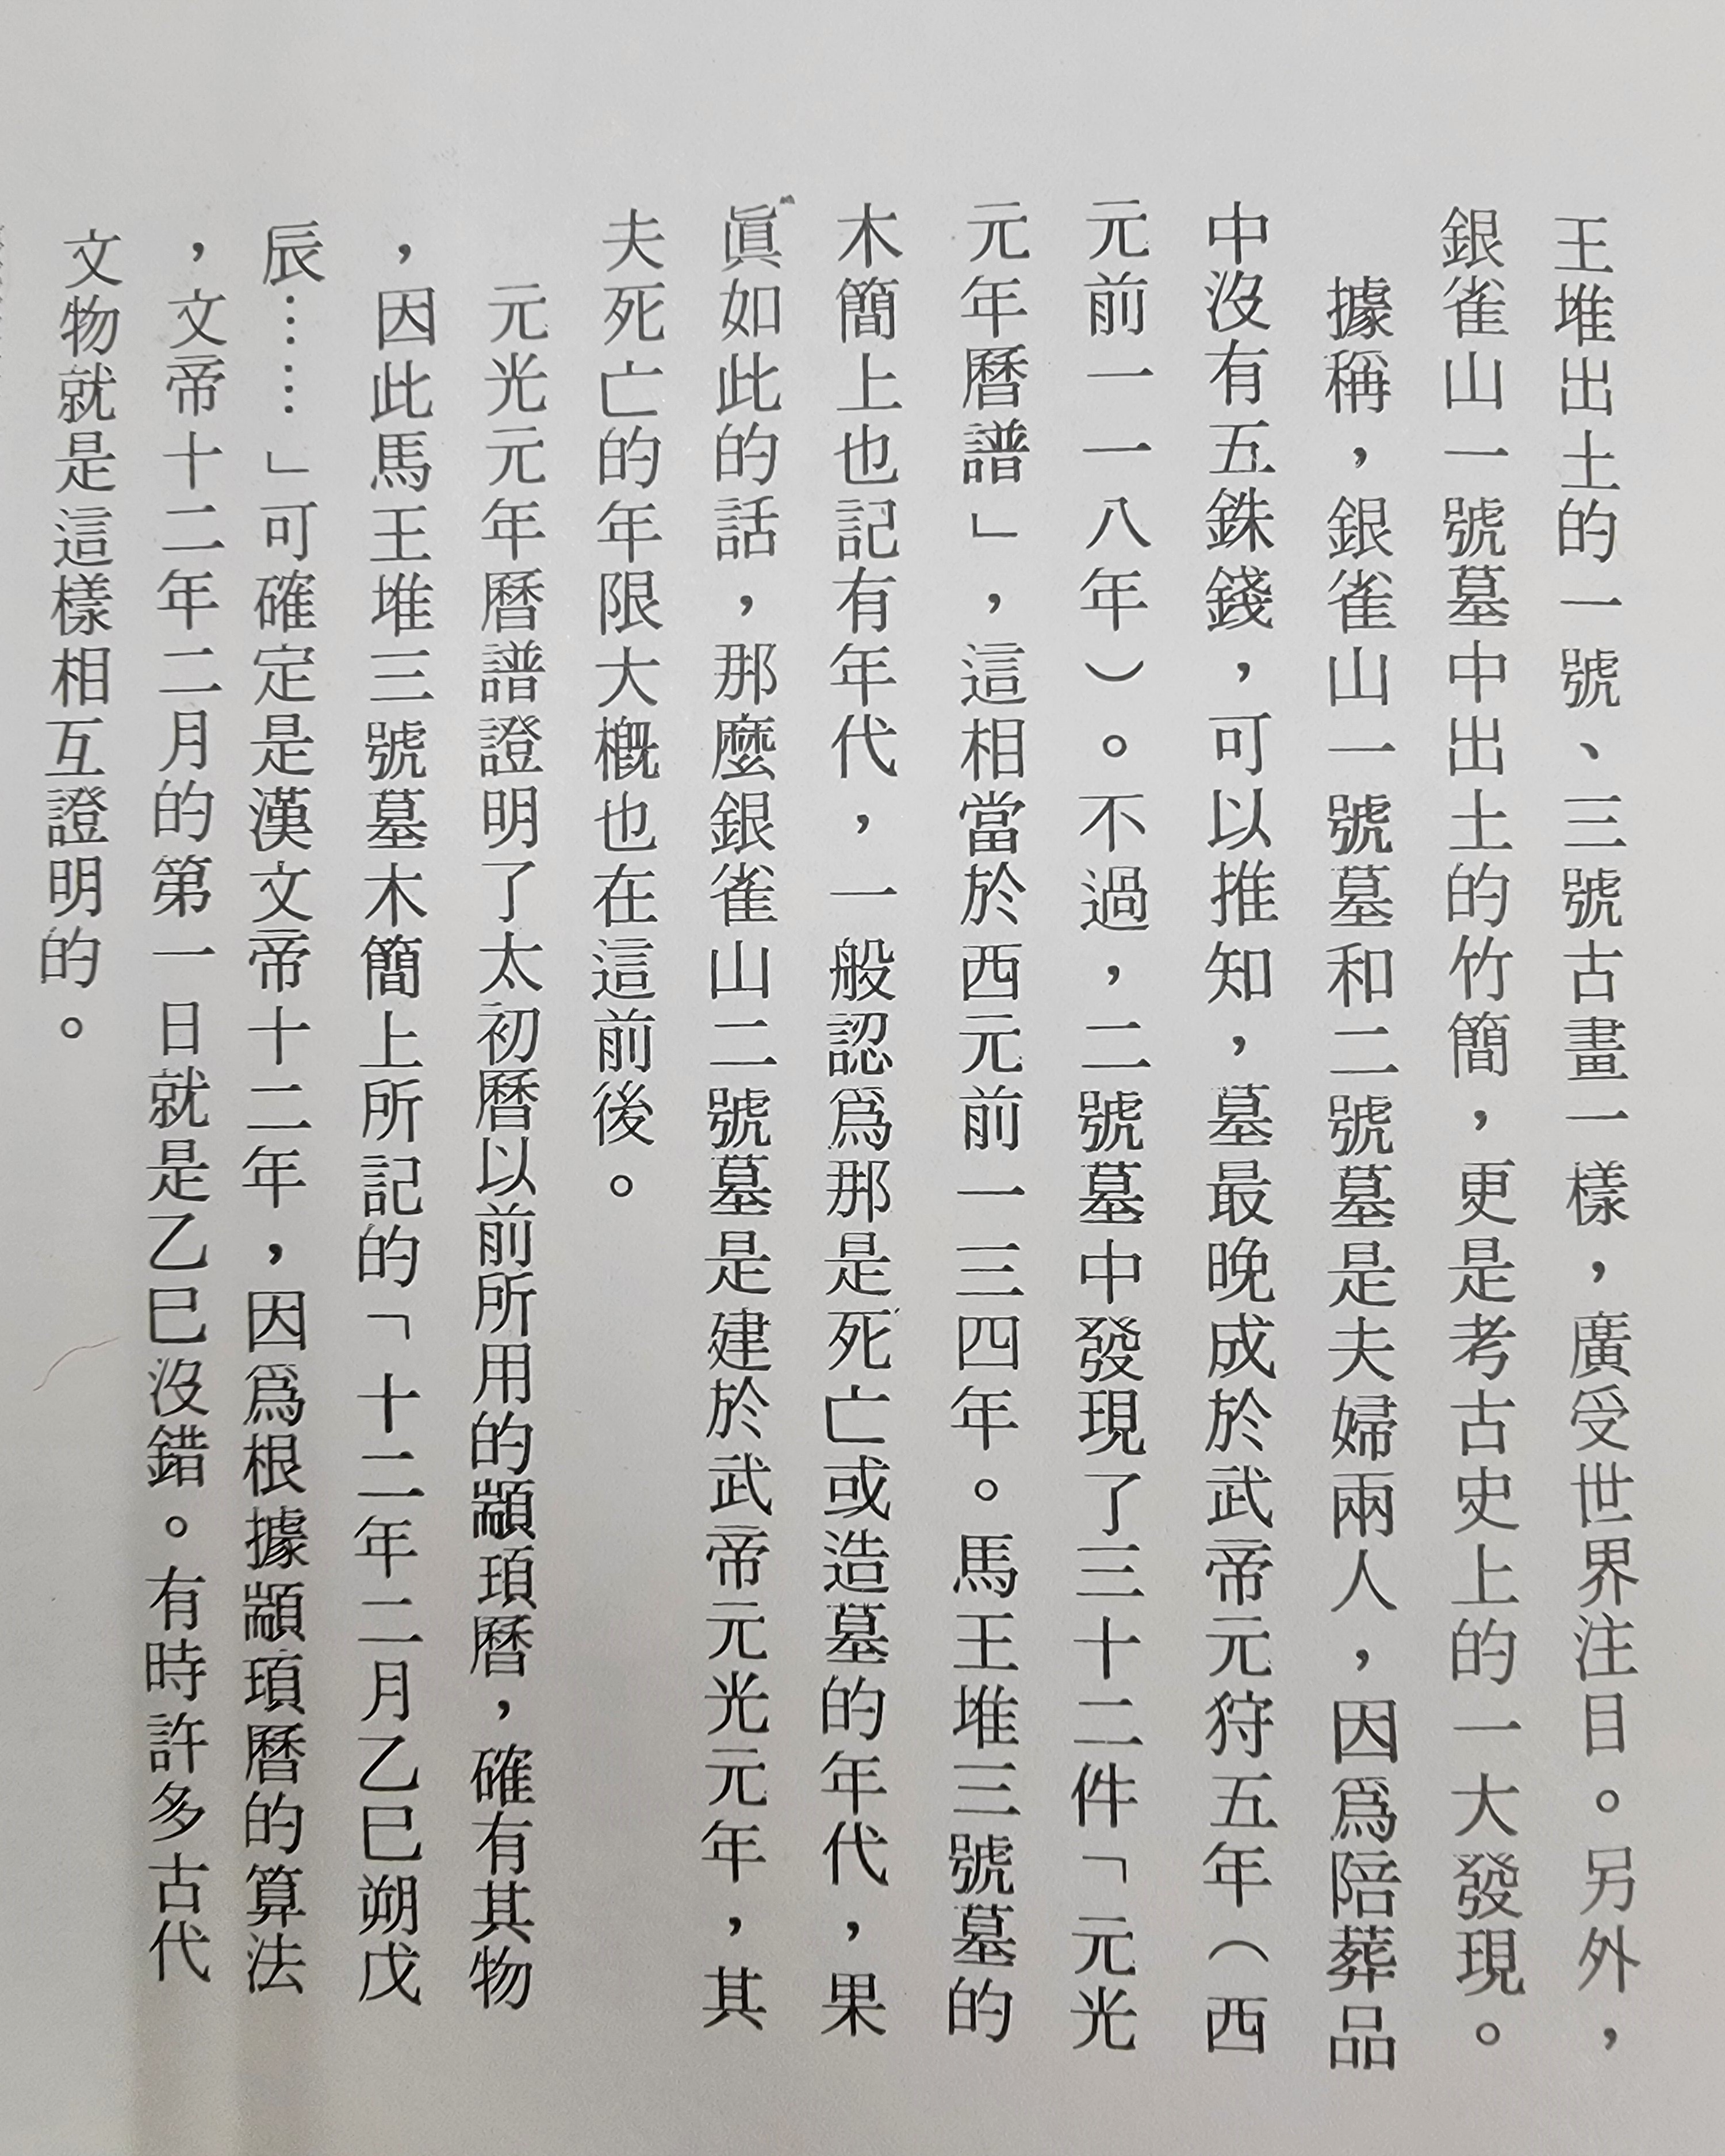 王堆出土的一號、三號古畫一樣，廣受世界注目。另外，
銀雀山一號墓中出土的竹簡，更是考古史上的一大發現。
據稱，銀雀山一號墓和二號墓是夫婦兩人，因爲陪葬品
中沒有五銖錢，可以推知，墓最晚成於武帝元狩五年（西
元前一一八年）。不過，二號墓中發現了三十二件「元光
元年曆譜」，這相當於西元前一三四年。馬王堆三號墓的
木簡上也記有年代，一般認爲那是死亡或造墓的年代，果
眞如此的話，那麼銀雀山二號墓是建於武帝元光元年，其
夫死亡的年限大概也在這前後。
元光元年曆譜證明了太初曆以前所用的顓頊曆，確有其物
，因此馬王堆三號墓木簡上所記的「十二年二月乙巳朔戊
辰……」可確定是漢文帝十二年，因爲根據顓頊曆的算法
，文帝十二年二月的第一日就是乙巳沒錯。有時許多古代
文物就是這樣相互證明的。